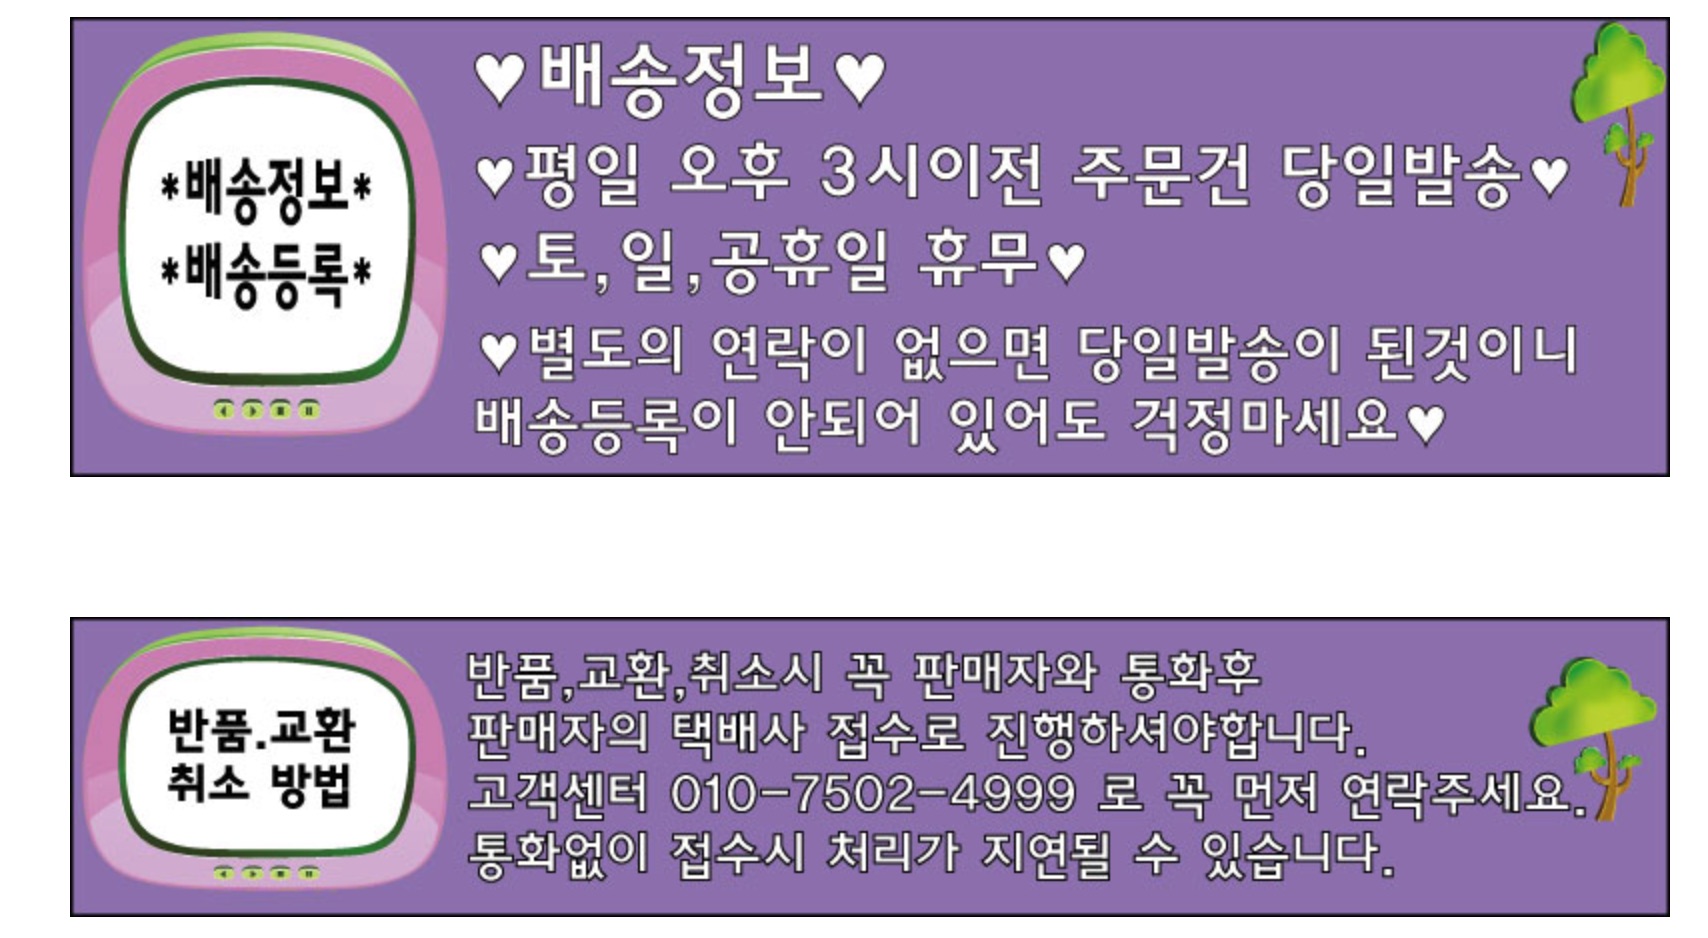 *배송정보*
*배송등록*
♥배송정보♥
♥평일 오후 3시이전 주문건 당일발송♥
♥토,일,공휴일 휴무♥
♥별도의 연락이 없으면 당일발송이 된것이니
배송등록이 안되어 있어도 걱정마세요♥
반품.교환
취소 방법
반품,교환,취소시 꼭 판매자와 통화후
판매자의 택배사 접수로 진행하셔야합니다.
고객센터 010-7502-4999 로 꼭 먼저 연락주세요.
통화없이 접수시 처리가 지연될 수 있습니다.